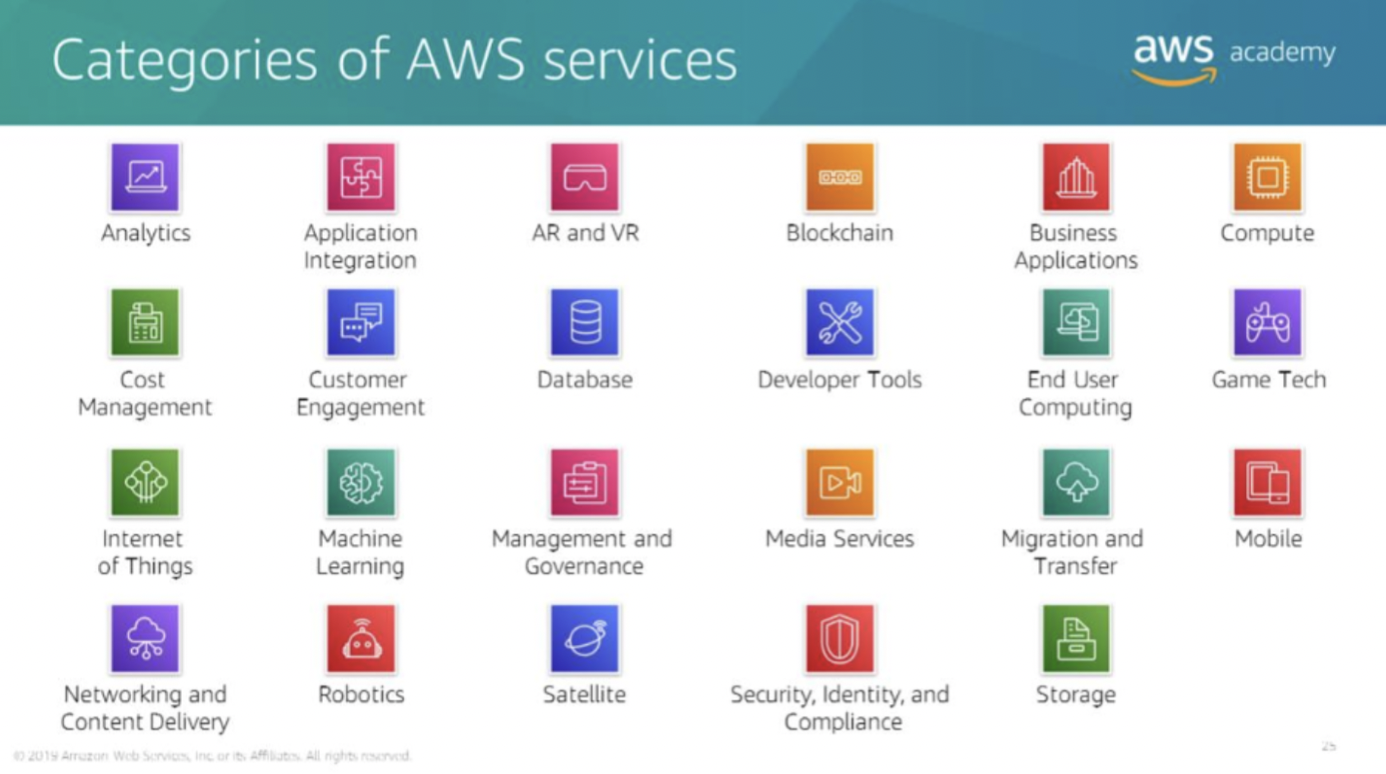 Categories of AWS services
aws academy
Analytics
Application
Integration
AR and VR
Blockchain
Business
Applications
Compute
Cost
Management
Customer
Engagement
Database
Developer Tools
End User
Computing
Game Tech
Internet
of Things
Machine
Learning
Management and
Governance
Media Services
Migration and
Transfer
Mobile
Networking and
Content Delivery
Robotics
Satellite
Security, Identity, and
Compliance
Storage
© 2019 Amazon Web Services, Inc. or its Affiliates. All rights reserved.
25